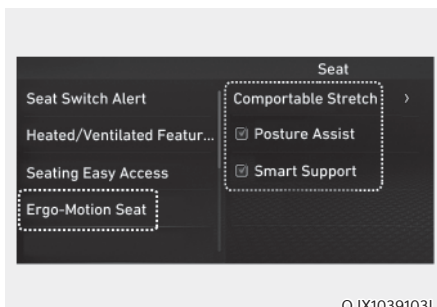 Seat
Seat Switch Alert
Comportable Stretch >
Heated/Ventilated Featur...
Posture Assist
Seating Easy Access
Smart Support
Ergo-Motion Seat
OJX1039103L